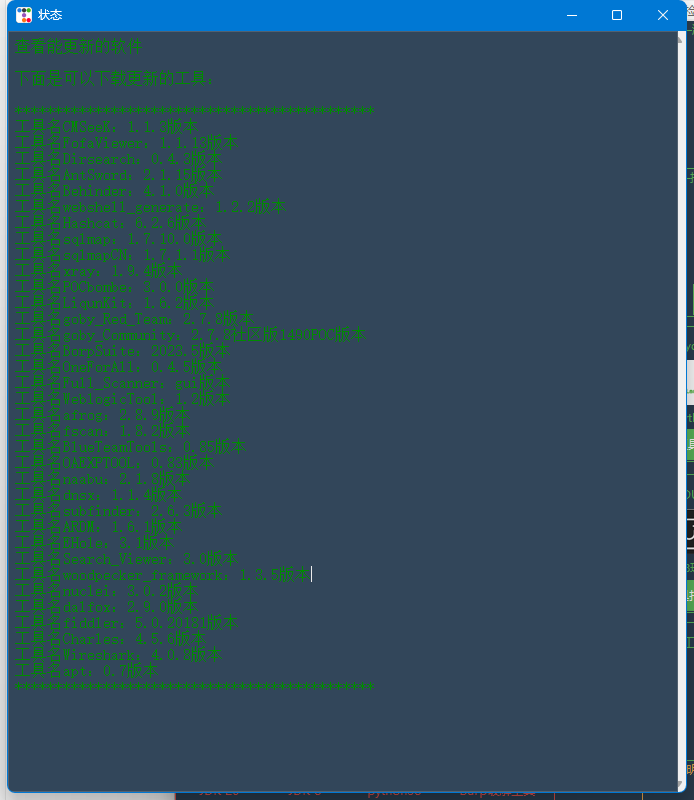 状态
查看能更新的软件
下面是可以下载更新的工具：
*********************************************
工具名CMSeeK：1.1.3版本
工具名FofaViewer：1.1.13版本
工具名Dirsearch：0.4.3版本
工具名AntSword：2.1.15版本
工具名Behinder：4.1.0版本
工具名webshell_generate：1.2.2版本
工具名Hashcat：6.2.6版本
工具名sqlmap：1.7.10.0版本
工具名sqlmapCN：1.7.1.1版本
工具名xray：1.9.4版本
工具名POCbombe：3.0.0版本
工具名LiqunKit：1.6.2版本
工具名goby_Red_Team：2.7.8版本
工具名goby_Community：2.7.8社区版1490POC版本
工具名BurpSuite：2023.5版本
工具名OneForAll：0.4.5版本
工具名Full_Scanner：gui版本
工具名WeblogicTool：1.2版本
工具名afrog：2.8.9版本
工具名fscan：1.8.2版本
工具名BlueTeamTools：0.85版本
工具名OAEXPTOOL：0.83版本
工具名naabu：2.1.8版本
工具名dnsx：1.1.4版本
工具名subfinder：2.6.3版本
工具名ARDM：1.6.1版本
工具名EHole：3.1版本
工具名Search_Viewer：3.0版本
工具名woodpecker_framework：1.3.5版本
工具名nuclei：3.0.2版本
工具名dalfox：2.9.0版本
工具名fiddler：5.0.20181版本
工具名Charles：4.5.6版本
工具名Wireshark：4.0.8版本
工具名apt：0.7版本
*********************************************